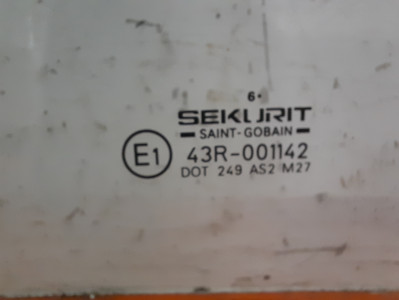 6•
SEKURIT
SAINT-GOBAIN
E1 43R-001142
DOT 249 AS2 M27